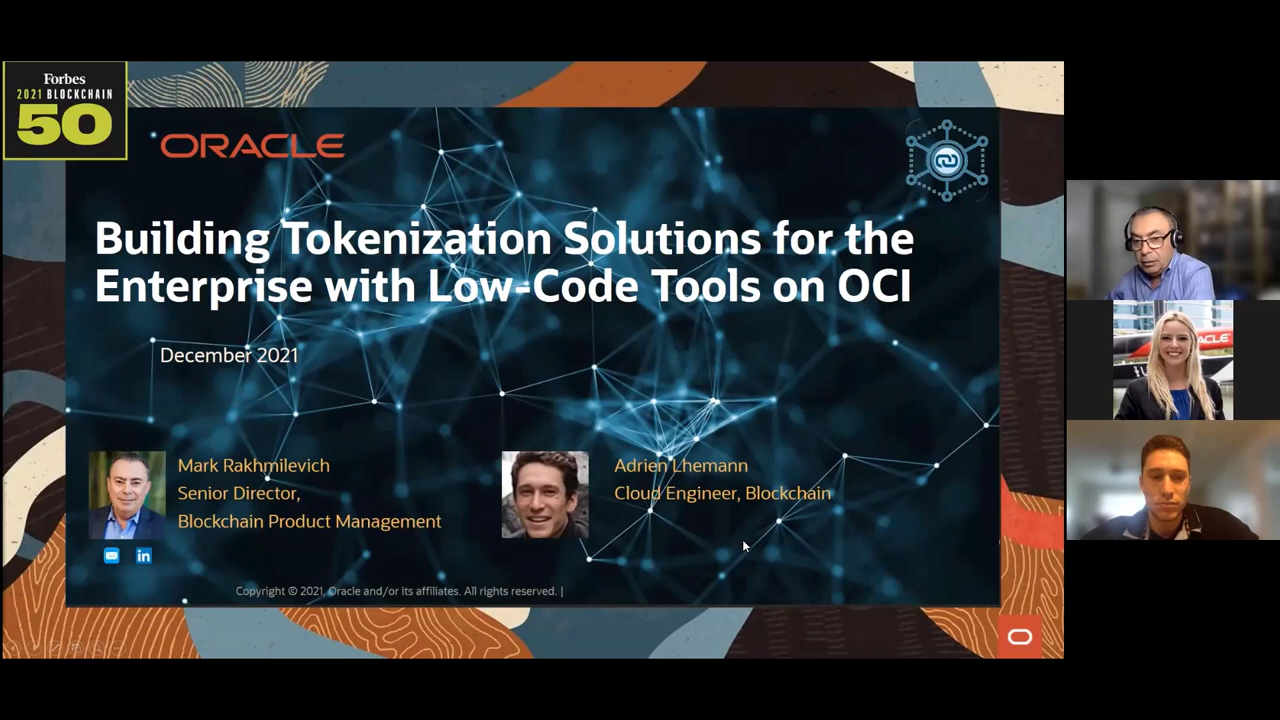 Forbes
2021 BLOCKCHAIN
50
ORACLE
Building Tokenization Solutions for the
Enterprise with Low-Code Tools on OCI
December 2021
Mark Rakhmilevich
Senior Director,
Blockchain Product Management
in
Adrien Lhemann
Cloud Engineer, Blockchain
Copyright © 2021, Oracle and/or its affiliates. All rights reserved. |